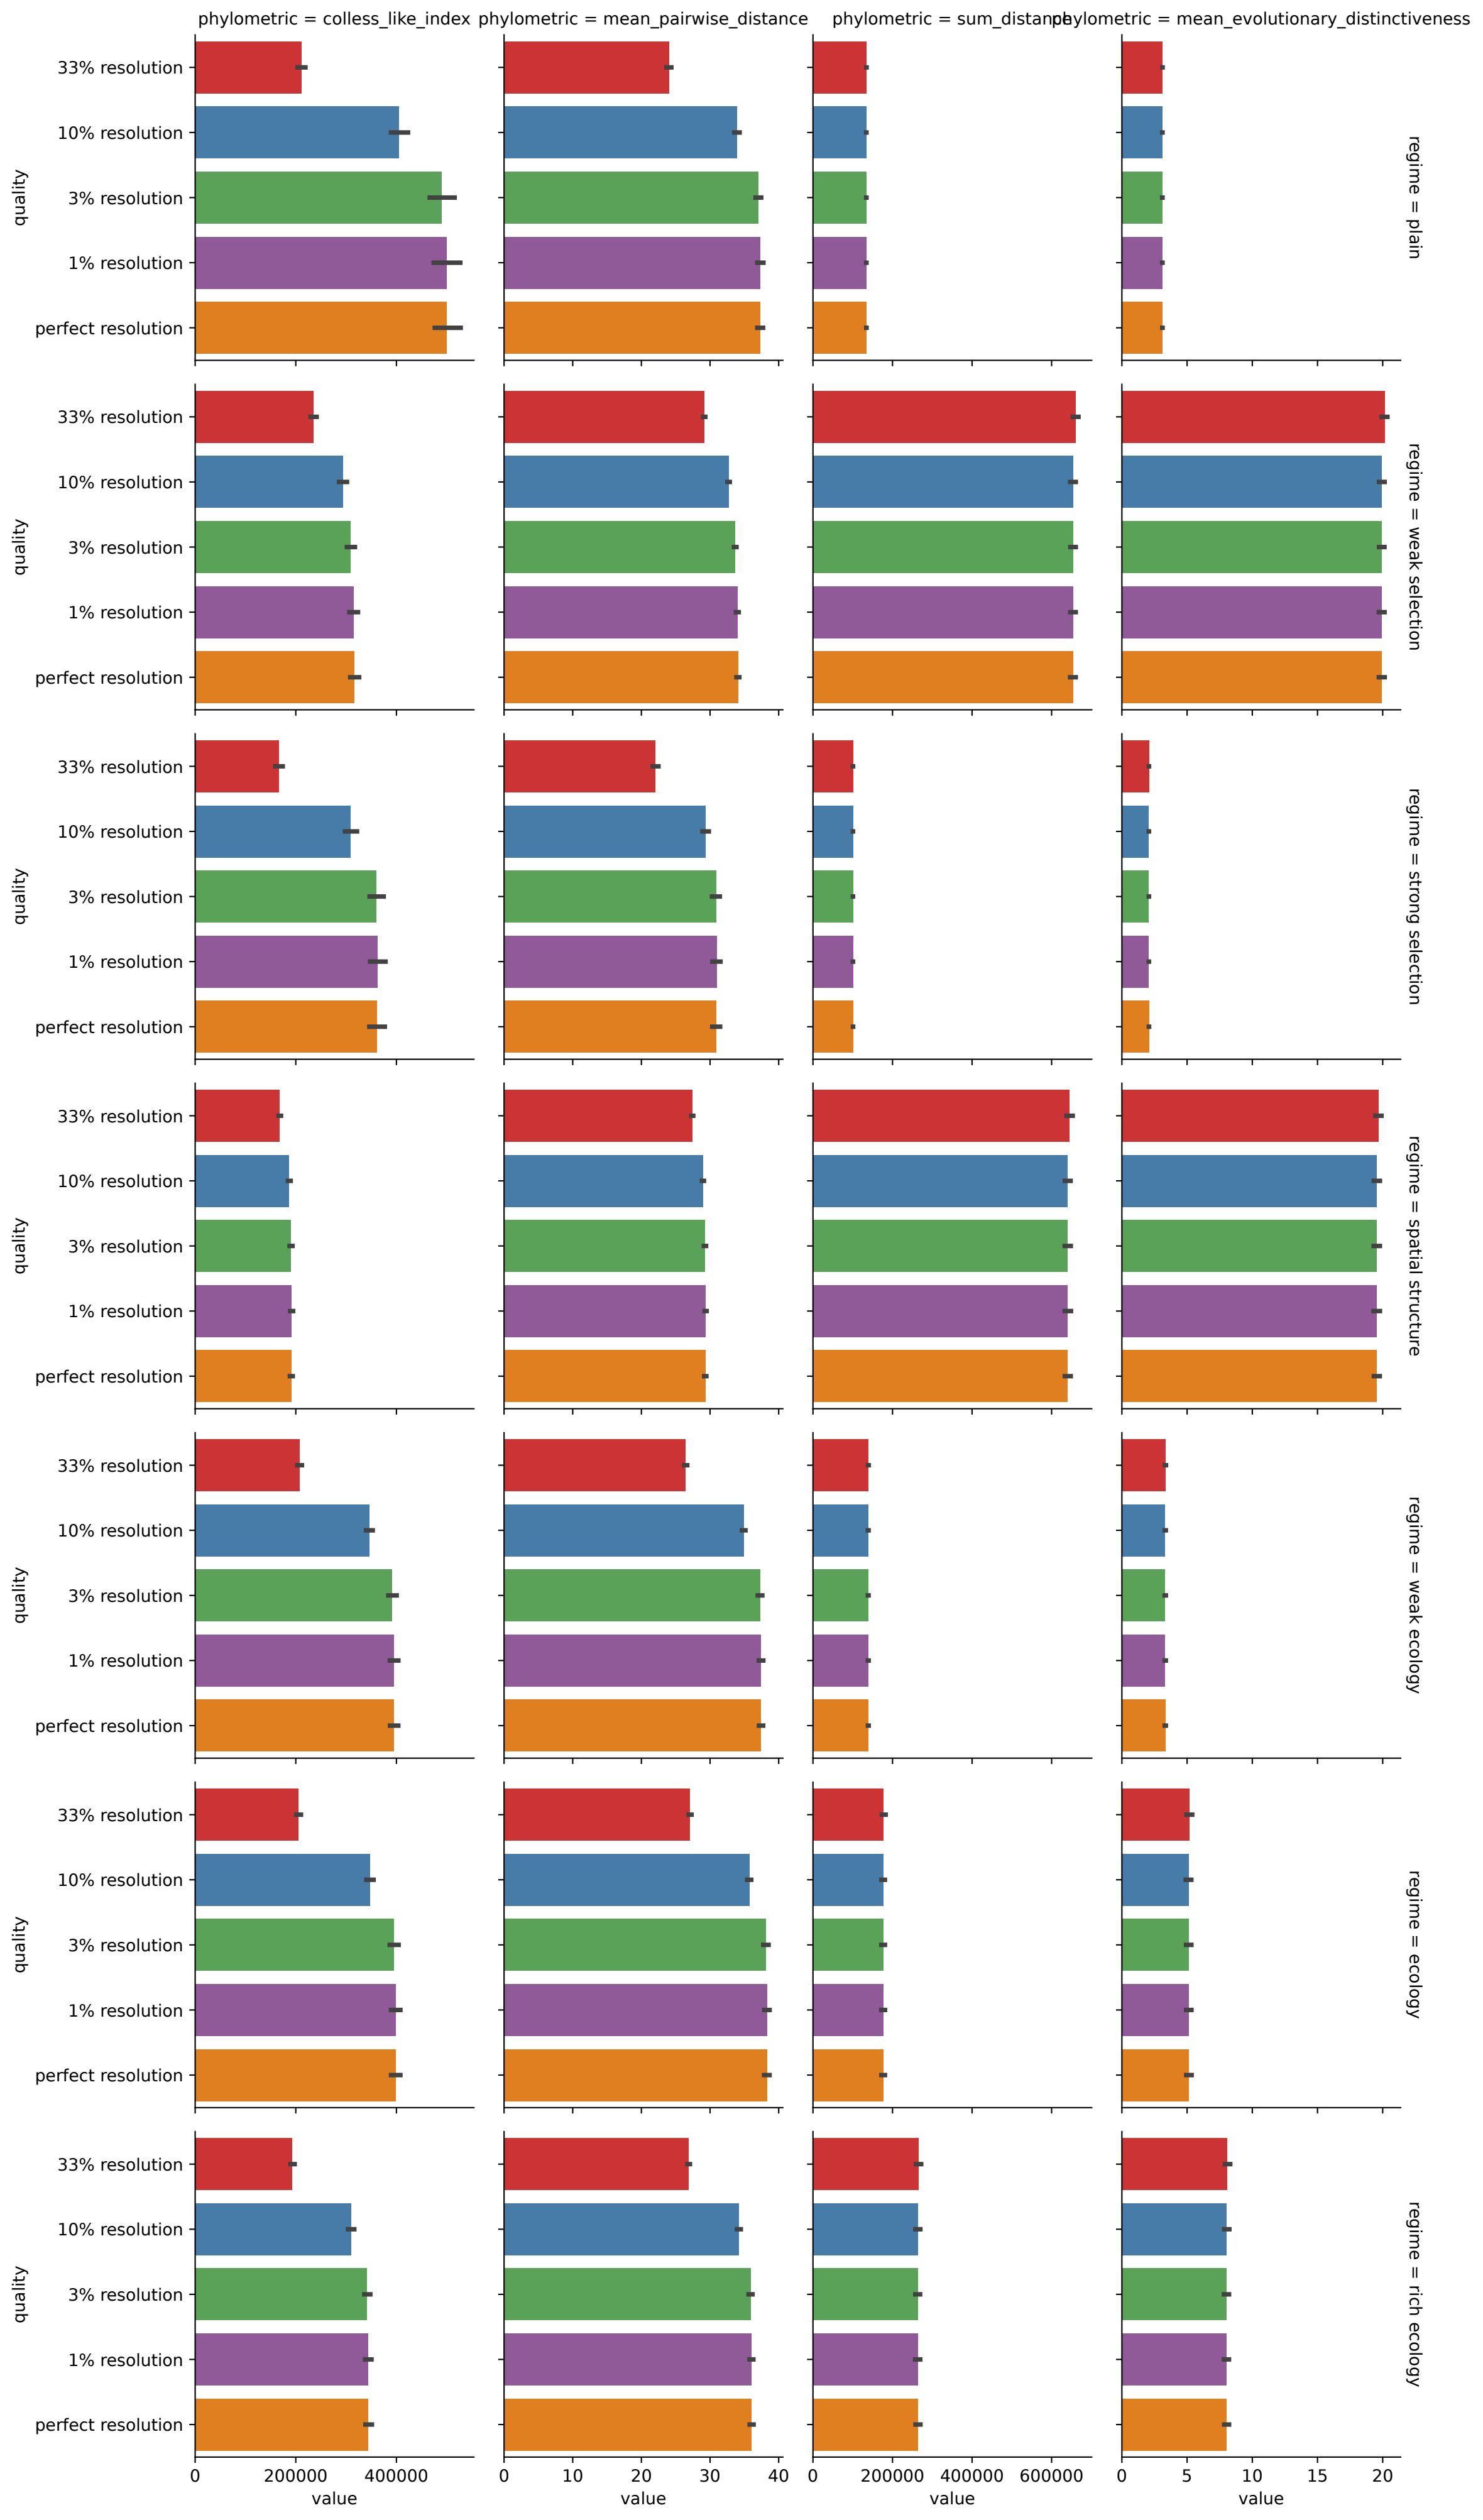 phylometric = colless_like_index
phylometric = mean_pairwise_distance
phylometric = sum_distance
phylometric = mean_evolutionary_distinctiveness
quality
33% resolution
10% resolution
3% resolution
1% resolution
perfect resolution
regime = plain
quality
33% resolution
10% resolution
3% resolution
1% resolution
perfect resolution
regime = weak selection
quality
33% resolution
10% resolution
3% resolution
1% resolution
perfect resolution
regime = strong selection
quality
33% resolution
10% resolution
3% resolution
1% resolution
perfect resolution
regime = spatial structure
quality
33% resolution
10% resolution
3% resolution
1% resolution
perfect resolution
regime = weak ecology
quality
33% resolution
10% resolution
3% resolution
1% resolution
perfect resolution
regime = ecology
quality
33% resolution
10% resolution
3% resolution
1% resolution
perfect resolution
regime = rich ecology
0 200000 400000
0 10 20 30 40
0 200000 400000 600000
0 5 10 15 20
value
value
value
value